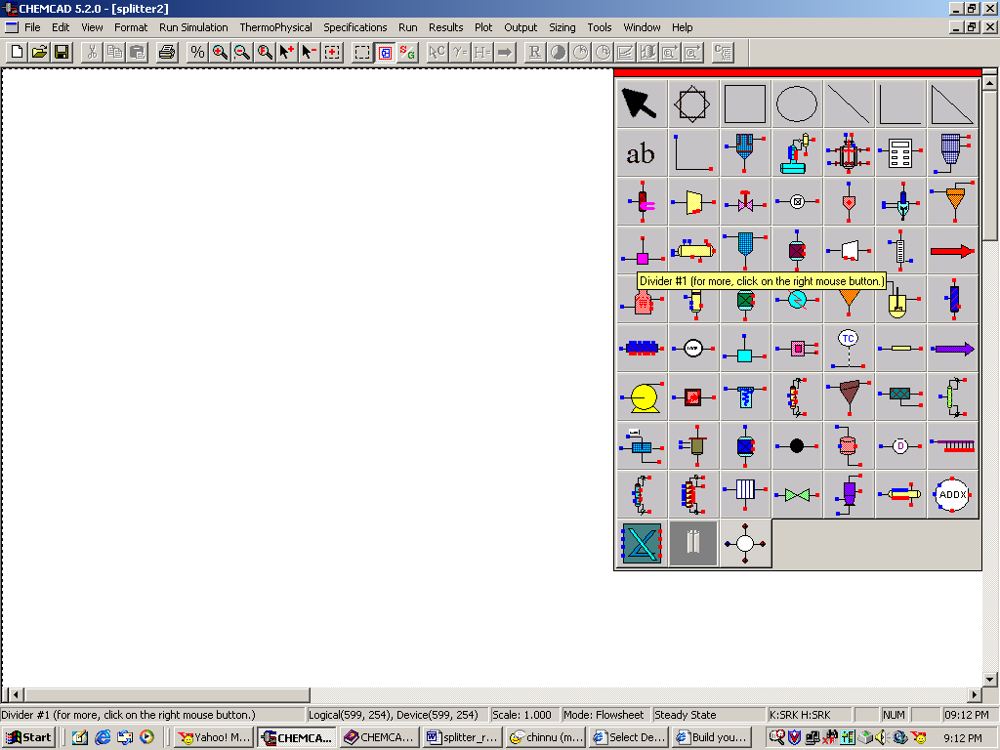 CHEMCAD 5.2.0 - [splitter2]
File Edit View Format Run Simulation ThermoPhysical Specifications Run Results Plot Output Sizing Tools Window Help
% S G C γ= H= R
ab
Divider #1 (for more, click on the right mouse button.)
TC
D
ADDX
Divider #1 (for more, click on the right mouse button.) Logical(599, 254), Device(599, 254) Scale: 1.000 Mode: Flowsheet Steady State K:SRK H:SRK NUM 09:12 PM
Start Yahoo! M... CHEMCA... CHEMCA... splitter_r... chinnu (m... Select De... Build you... 9:12 PM